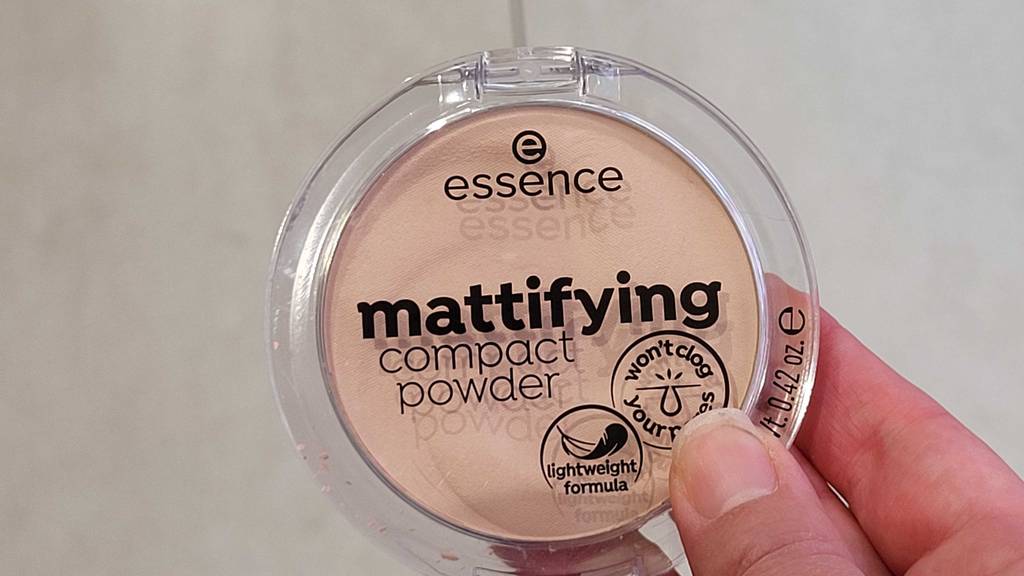 e
essence
mattifying
compact
powder
won't clog
your
lightweight
formula
0.42 oz. e